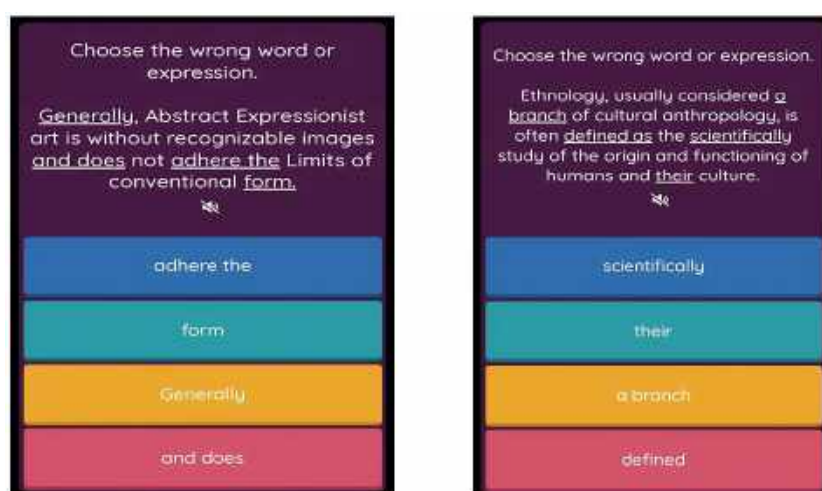 Choose the wrong word or
expression.
Generally, Abstract Expressionist
art is without recognizable images
and does not adhere the Limits of
conventional form.
adhere the
form
Generally
and does
Choose the wrong word or expression.
Ethnology, usually considered a
branch of cultural anthropology, is
often defined as the scientifically
study of the origin and functioning of
humans and their culture.
scientifically
their
a branch
defined